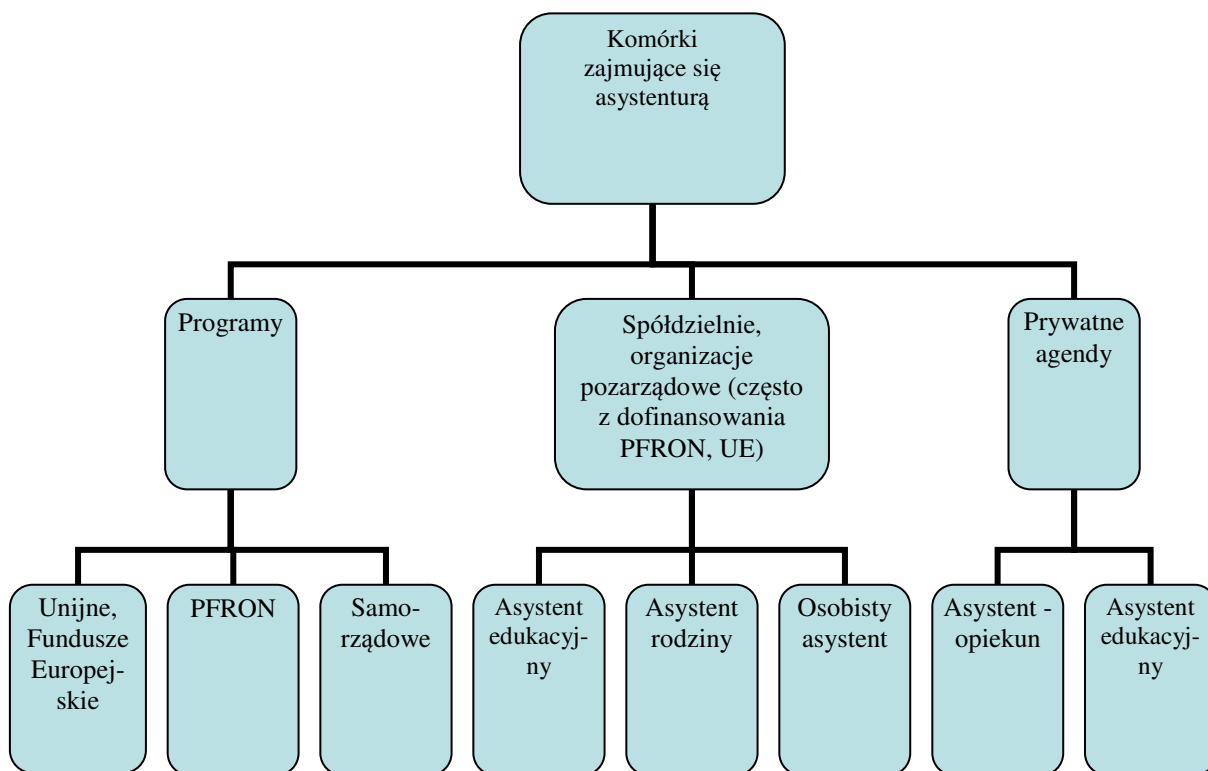 Komórki
zajmujące się
asystenturą
Programy
Spółdzielnie,
organizacje
pozarządowe (często
z dofinansowania
PFRON, UE)
Prywatne
agendy
Unijne,
Fundusze
Europej-
skie
PFRON
Samo-
rządowe
Asystent
edukacyj-
ny
Asystent
rodziny
Osobisty
asystent
Asystent -
opiekun
Asystent
edukacyj-
ny